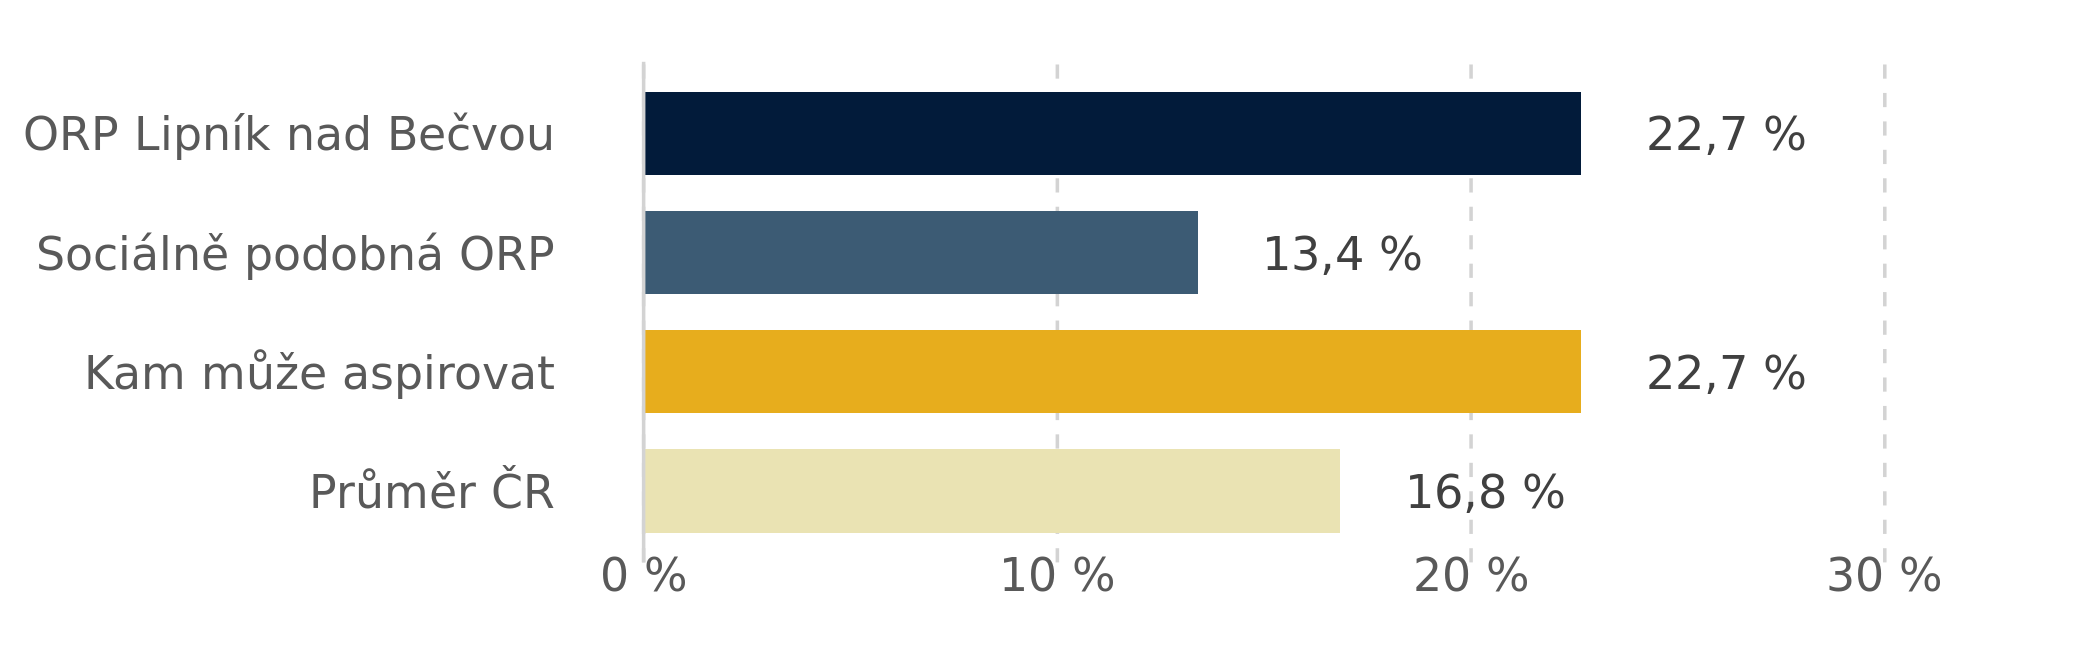 ORP Lipník nad Bečvou 22,7 %
Sociálně podobná ORP 13,4 %
Kam může aspirovat 22,7 %
Průměr ČR 16,8 %
0 % 10 % 20 % 30 %